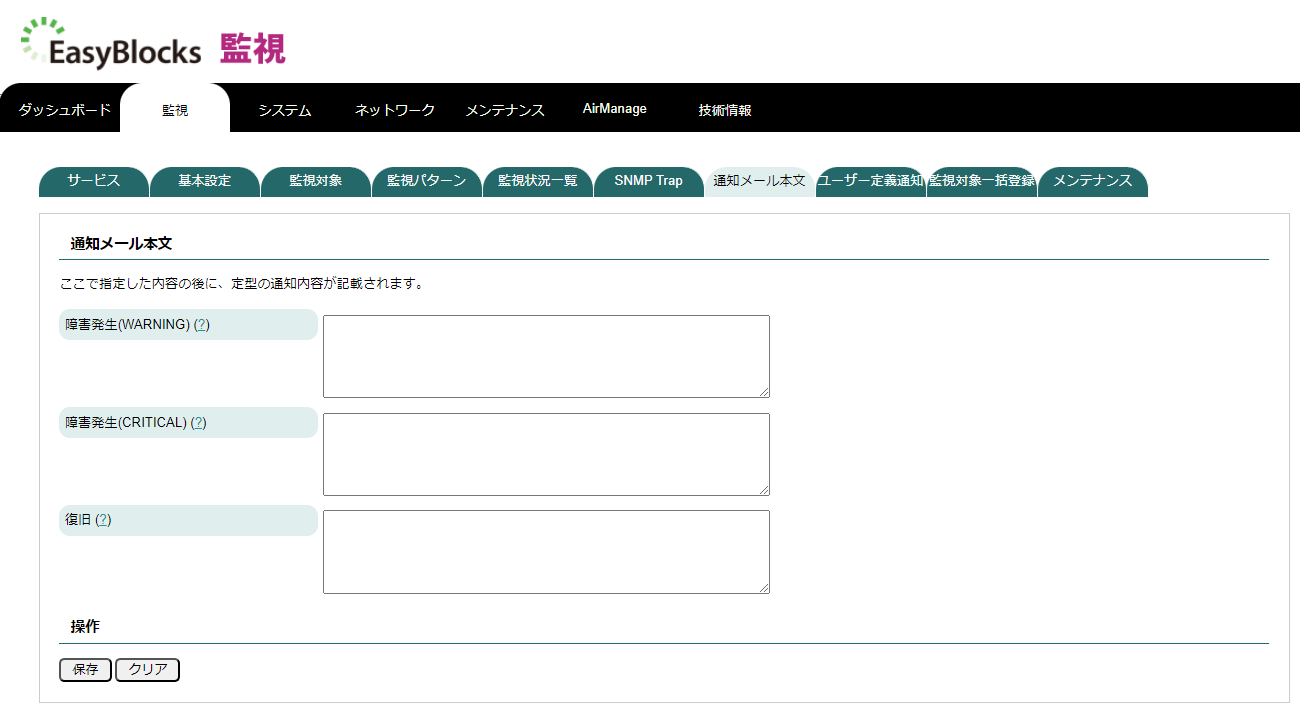 EasyBlocks 監視
ダッシュボード 監視 システム ネットワーク メンテナンス AirManage 技術情報
サービス 基本設定 監視対象 監視パターン 監視状況一覧 SNMP Trap 通知メール本文 ユーザー定義通知 監視対象一括登録 メンテナンス
通知メール本文
ここで指定した内容の後に、定型の通知内容が記載されます。
障害発生(WARNING) (?)
障害発生(CRITICAL) (?)
復旧 (?)
操作
保存 クリア